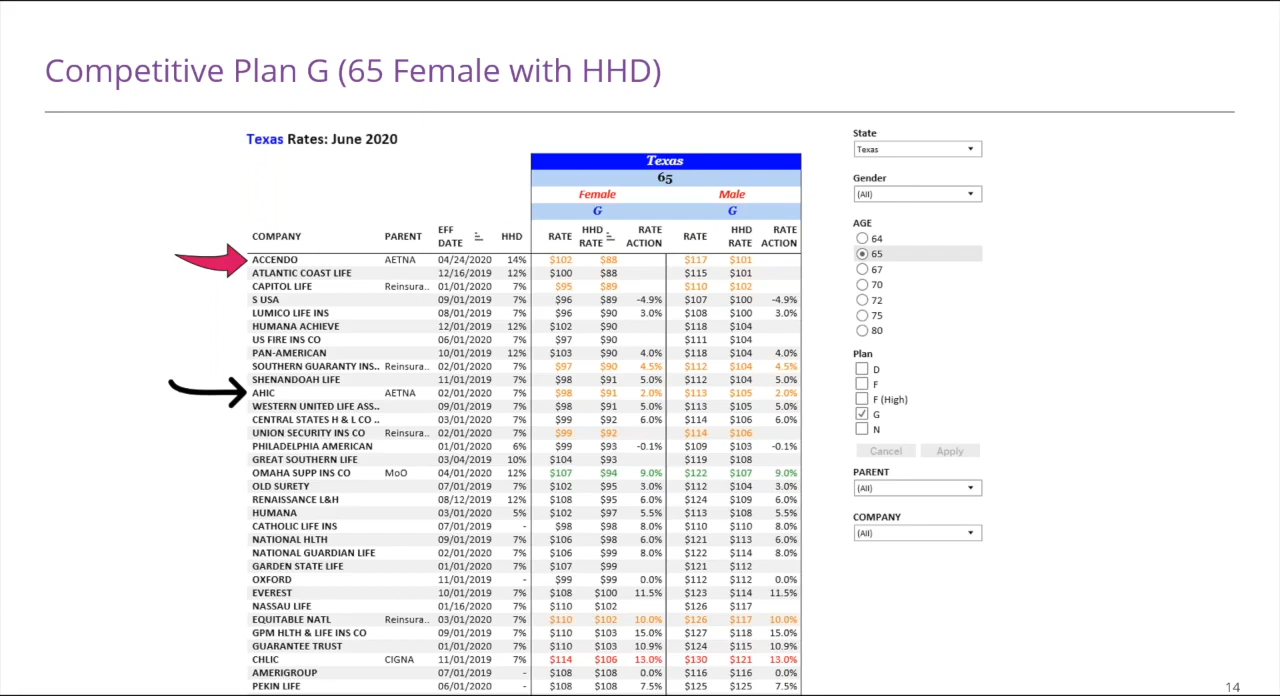 Competitive Plan G (65 Female with HHD)
Texas Rates: June 2020
Texas
65
Female Male
G G
COMPANY PARENT EFF DATE HHD RATE HHD RATE RATE ACTION RATE HHD RATE RATE ACTION
ACCENDO AETNA 04/24/2020 14% $102 $88 $117 $101
ATLANTIC COAST LIFE 12/16/2019 12% $100 $88 $115 $101
CAPITOL LIFE Reinsura.. 01/01/2020 7% $95 $89 $110 $102
S USA 09/01/2019 7% $96 $89 -4.9% $107 $100 -4.9%
LUMICO LIFE INS 08/01/2019 7% $96 $90 3.0% $108 $100 3.0%
HUMANA ACHIEVE 12/01/2019 12% $102 $90 $118 $104
US FIRE INS CO 06/01/2020 7% $97 $90 $111 $104
PAN-AMERICAN 10/01/2019 12% $103 $90 4.0% $118 $104 4.0%
SOUTHERN GUARANTY INS.. Reinsura.. 02/01/2020 7% $97 $90 4.5% $112 $104 4.5%
SHENANDOAH LIFE 11/01/2019 7% $98 $91 5.0% $112 $104 5.0%
AHIC AETNA 02/01/2020 7% $98 $91 2.0% $113 $105 2.0%
WESTERN UNITED LIFE ASS.. 09/01/2019 7% $98 $91 5.0% $113 $105 5.0%
CENTRAL STATES H & L CO .. 03/01/2020 7% $99 $92 6.0% $114 $106 6.0%
UNION SECURITY INS CO Reinsura.. 02/01/2020 7% $99 $92 $114 $106
PHILADELPHIA AMERICAN 01/01/2020 6% $99 $93 -0.1% $109 $103 -0.1%
GREAT SOUTHERN LIFE 03/04/2019 10% $104 $93 $119 $108
OMAHA SUPP INS CO MoO 04/01/2020 12% $107 $94 9.0% $122 $107 9.0%
OLD SURETY 07/01/2019 7% $102 $95 3.0% $112 $104 3.0%
RENAISSANCE L&H 08/12/2019 12% $108 $95 6.0% $124 $109 6.0%
HUMANA 03/01/2020 5% $102 $97 5.5% $113 $108 5.5%
CATHOLIC LIFE INS 07/01/2019 - $98 $98 8.0% $110 $110 8.0%
NATIONAL HLTH 09/01/2019 7% $106 $98 6.0% $121 $113 6.0%
NATIONAL GUARDIAN LIFE 02/01/2020 7% $106 $99 8.0% $122 $114 8.0%
GARDEN STATE LIFE 01/01/2020 7% $107 $99 $121 $112
OXFORD 11/01/2019 - $99 $99 0.0% $112 $112 0.0%
EVEREST 10/01/2019 7% $108 $100 11.5% $123 $114 11.5%
NASSAU LIFE 01/16/2020 7% $110 $102 $126 $117
EQUITABLE NATL Reinsura.. 03/01/2020 7% $110 $102 10.0% $126 $117 10.0%
GPM HLTH & LIFE INS CO 09/01/2019 7% $110 $103 15.0% $127 $118 15.0%
GUARANTEE TRUST 01/01/2020 7% $110 $103 10.9% $124 $115 10.9%
CHLIC CIGNA 11/01/2019 7% $114 $106 13.0% $130 $121 13.0%
AMERIGROUP 07/01/2019 - $108 $108 0.0% $116 $116 0.0%
PEKIN LIFE 06/01/2020 - $108 $108 7.5% $125 $125 7.5%
State
Texas
Gender
(All)
AGE
64
65
67
70
72
75
80
Plan
D
F
F (High)
G
N
Cancel Apply
PARENT
(All)
COMPANY
(All)
14